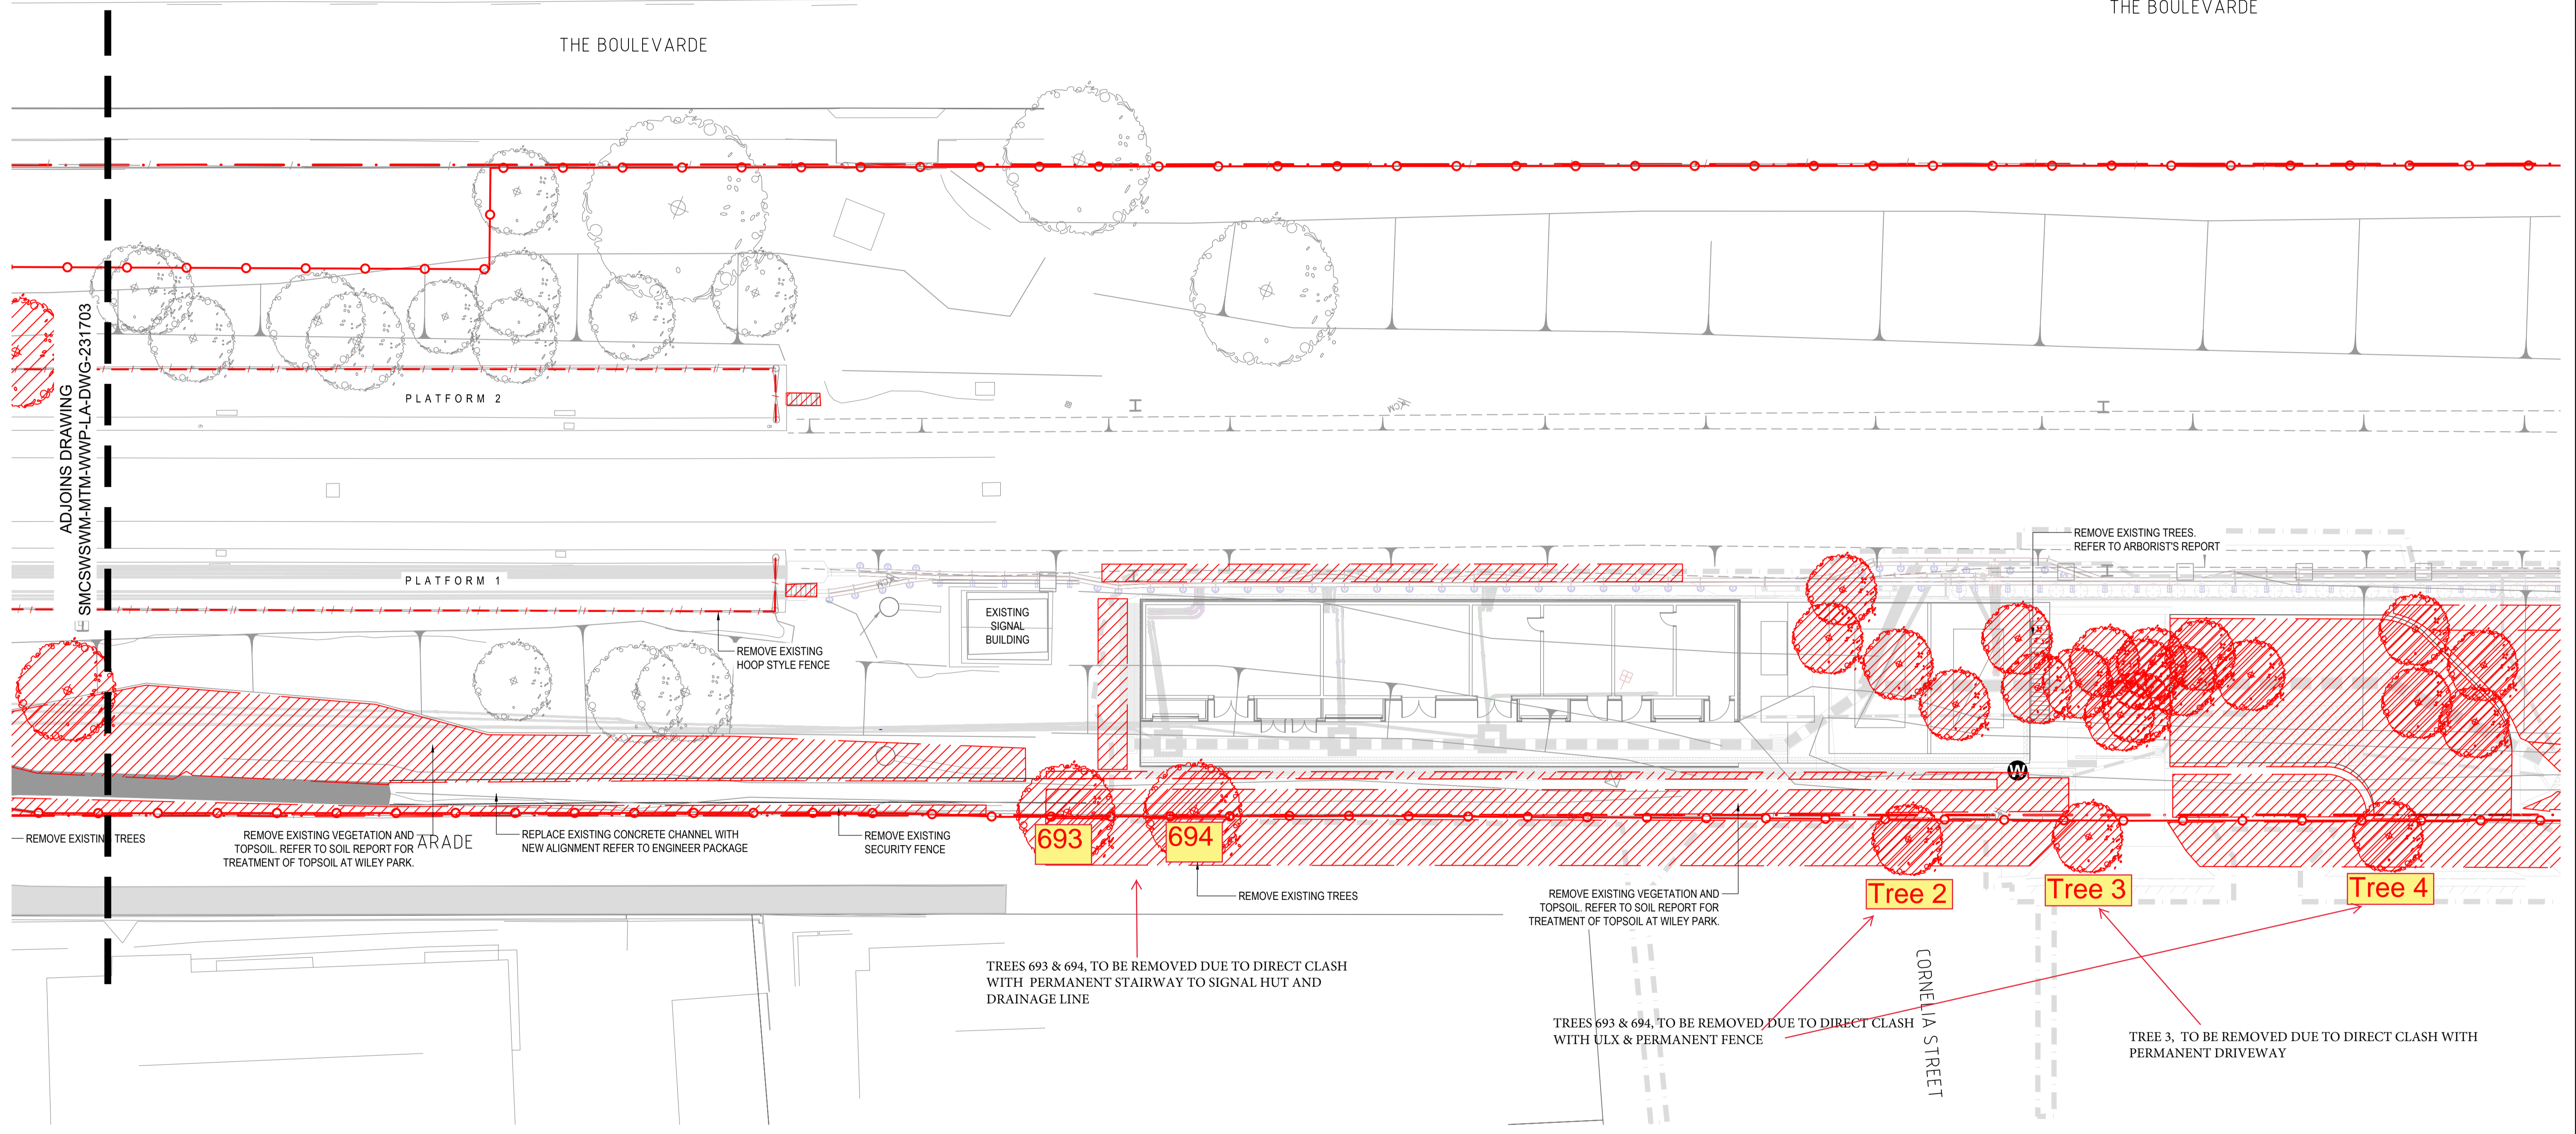 THE BOULEVARDE
THE BOULEVARDE
ADJOINS DRAWING
SMCSWSWM-MTM-WWP-LA-DWG-231703
PLATFORM 2
PLATFORM 1
EXISTING
SIGNAL
BUILDING
REMOVE EXISTING
HOOP STYLE FENCE
REMOVE EXISTING TREES.
REFER TO ARBORIST'S REPORT
W
REMOVE EXISTING TREES
REMOVE EXISTING VEGETATION AND
TOPSOIL. REFER TO SOIL REPORT FOR
TREATMENT OF TOPSOIL AT WILEY PARK.
ARADE
REPLACE EXISTING CONCRETE CHANNEL WITH
NEW ALIGNMENT REFER TO ENGINEER PACKAGE
REMOVE EXISTING
SECURITY FENCE
693
694
REMOVE EXISTING TREES
REMOVE EXISTING VEGETATION AND
TOPSOIL. REFER TO SOIL REPORT FOR
TREATMENT OF TOPSOIL AT WILEY PARK.
Tree 2
Tree 3
Tree 4
TREES 693 & 694, TO BE REMOVED DUE TO DIRECT CLASH
WITH PERMANENT STAIRWAY TO SIGNAL HUT AND
DRAINAGE LINE
TREES 693 & 694, TO BE REMOVED DUE TO DIRECT CLASH
WITH ULX & PERMANENT FENCE
CORNELIA STREET
TREE 3, TO BE REMOVED DUE TO DIRECT CLASH WITH
PERMANENT DRIVEWAY